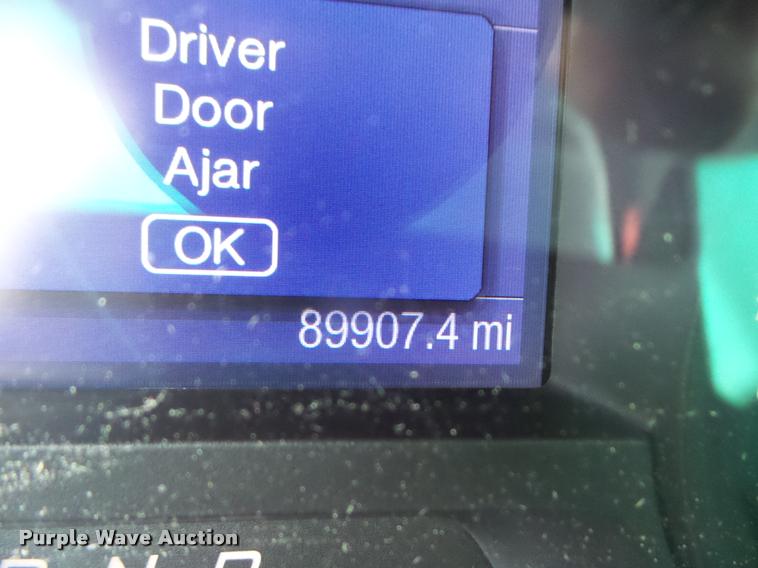 Driver
Door
Ajar
OK
89907.4 mi
Purple Wave Auction
N